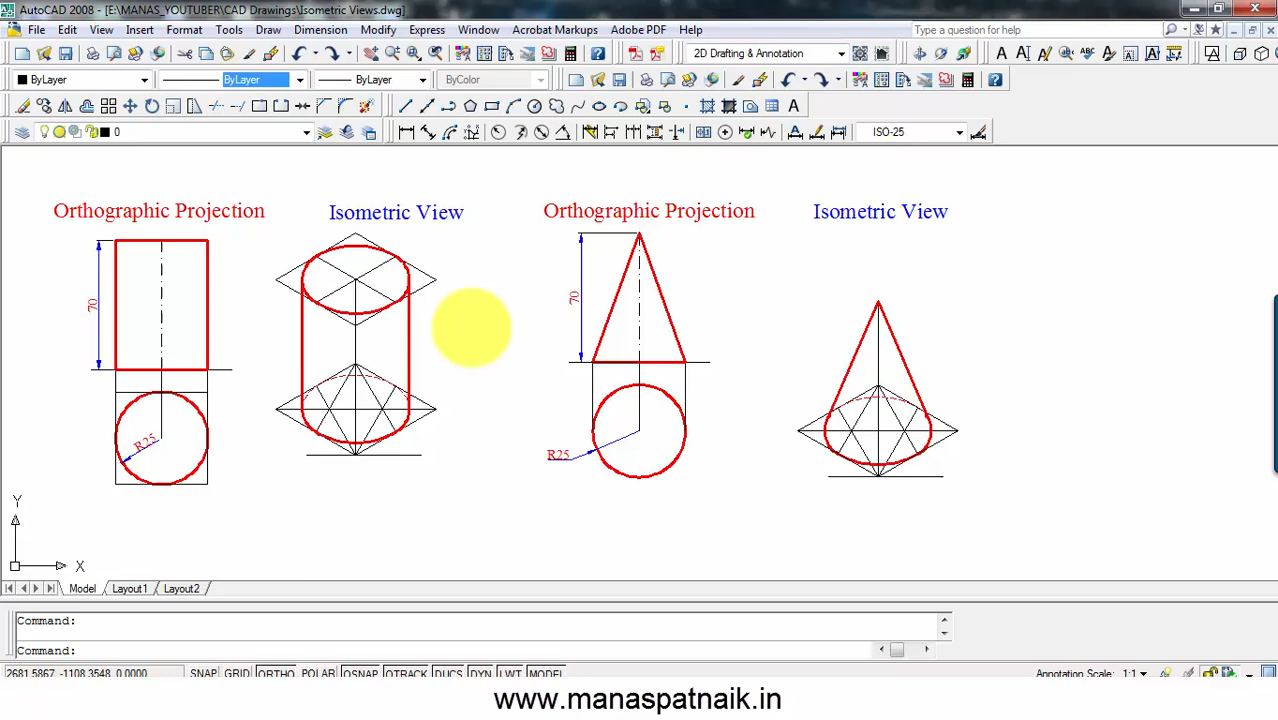 AutoCAD 2008 - [E:\MANAS_YOUTUBER\CAD Drawings\Isometric Views.dwg]
File Edit View Insert Format Tools Draw Dimension Modify Express Window Acrobat Markups Adobe PDF Help Type a question for help
2D Drafting & Annotation
ByLayer ByLayer ByLayer ByColor
0 ISO-25
Orthographic Projection Isometric View Orthographic Projection Isometric View
70 70
R25 R25
Y
X
Model Layout1 Layout2
Command:
Command:
2681.5867, -1108.3548, 0.0000 SNAP GRID ORTHO POLAR OSNAP OTRACK DUCS DYN LWT MODEL Annotation Scale: 1:1
www.manaspatnaik.in